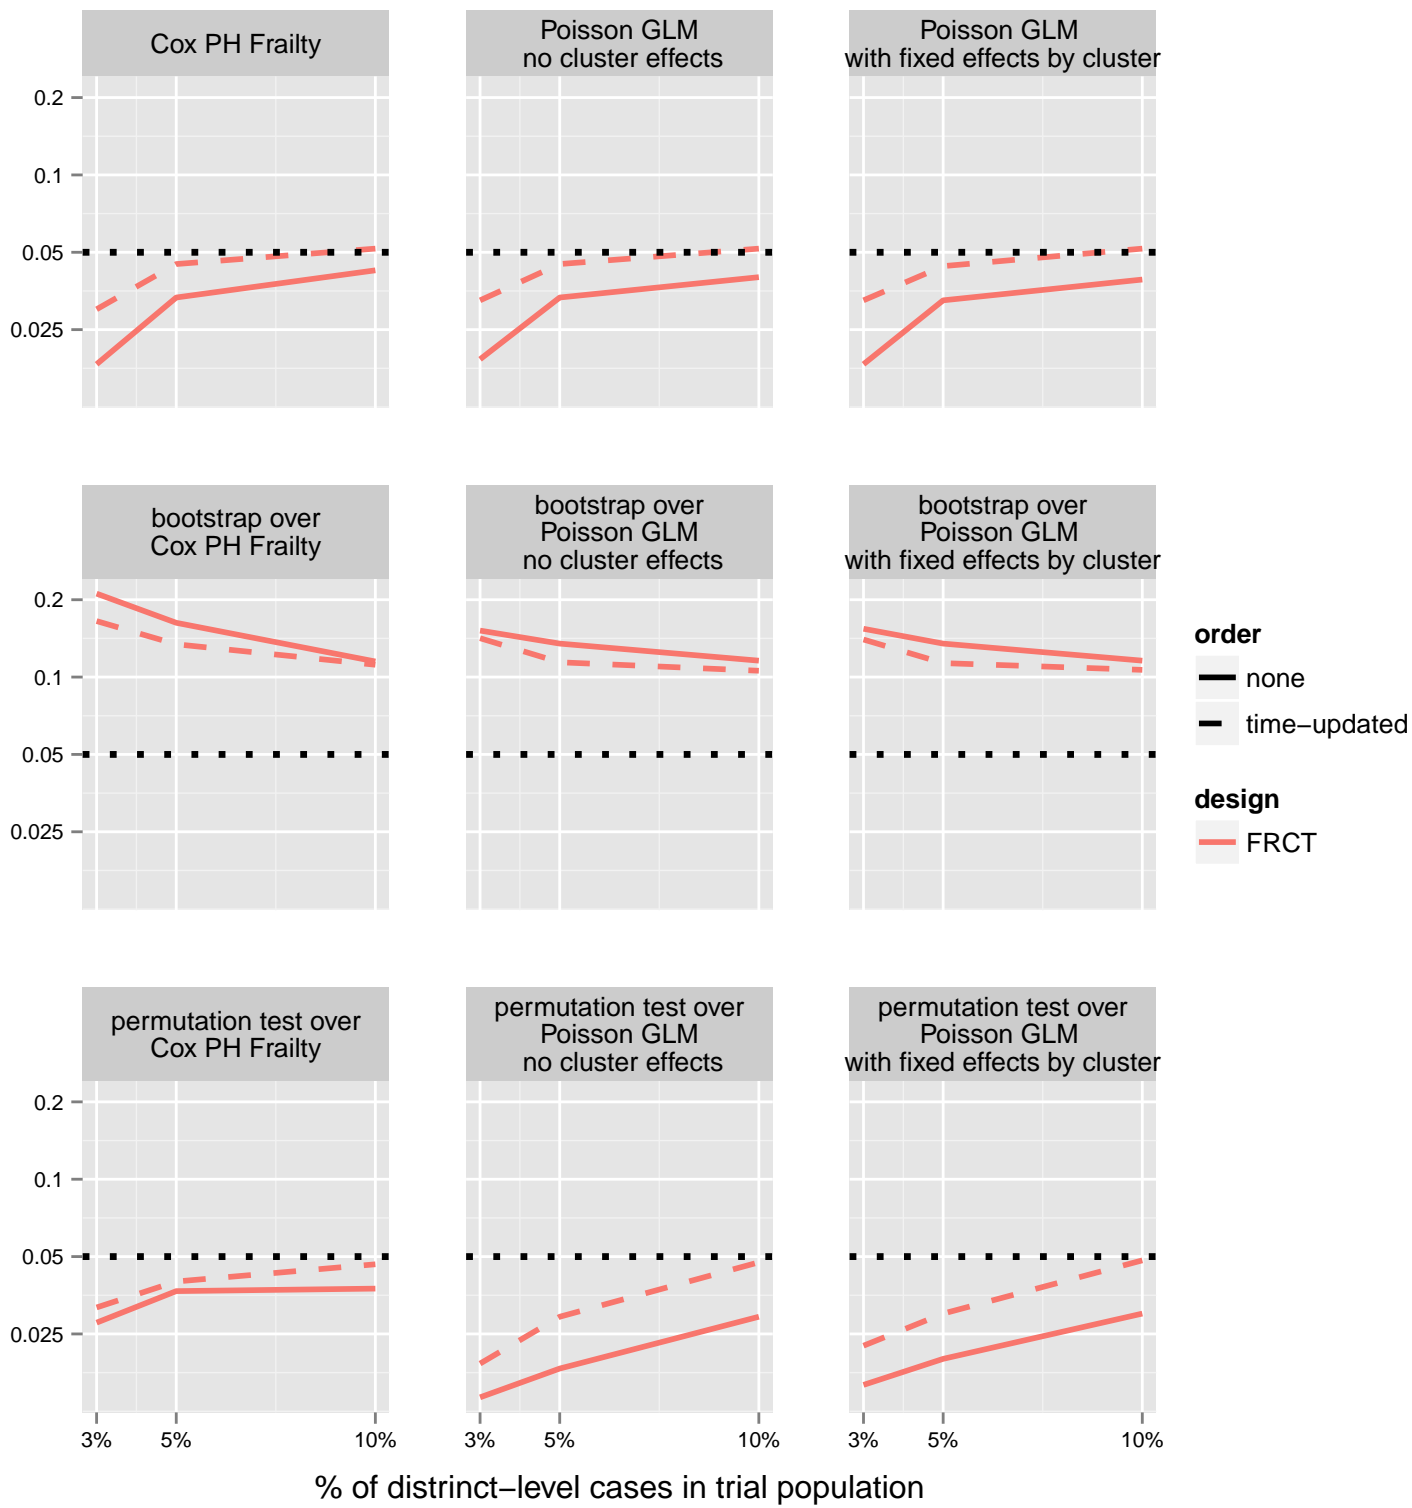 Cox PH Frailty
Poisson GLM
no cluster effects
Poisson GLM
with fixed effects by cluster
0.2
0.1
0.05
0.025
bootstrap over
Cox PH Frailty
bootstrap over
Poisson GLM
no cluster effects
bootstrap over
Poisson GLM
with fixed effects by cluster
0.2
0.1
0.05
0.025
order
none
time−updated
design
FRCT
permutation test over
Cox PH Frailty
permutation test over
Poisson GLM
no cluster effects
permutation test over
Poisson GLM
with fixed effects by cluster
0.2
0.1
0.05
0.025
3% 5% 10%
3% 5% 10%
3% 5% 10%
% of distrinct−level cases in trial population